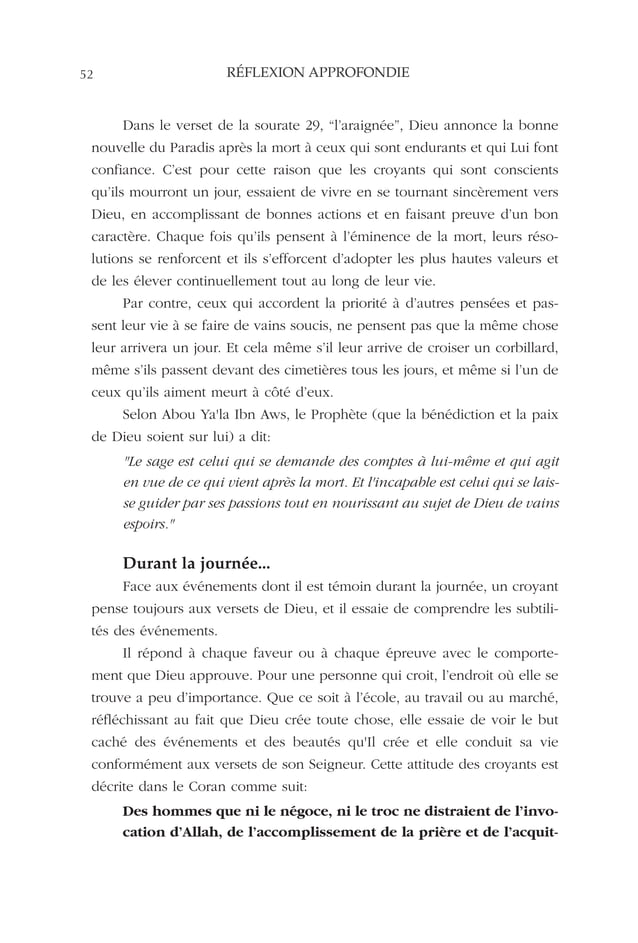 52
RÉFLEXION APPROFONDIE
Dans le verset de la sourate 29, “l’araignée”, Dieu annonce la bonne
nouvelle du Paradis après la mort à ceux qui sont endurants et qui Lui font
confiance. C’est pour cette raison que les croyants qui sont conscients
qu’ils mourront un jour, essaient de vivre en se tournant sincèrement vers
Dieu, en accomplissant de bonnes actions et en faisant preuve d’un bon
caractère. Chaque fois qu’ils pensent à l’éminence de la mort, leurs réso-
lutions se renforcent et ils s’efforcent d’adopter les plus hautes valeurs et
de les élever continuellement tout au long de leur vie.
Par contre, ceux qui accordent la priorité à d’autres pensées et pas-
sent leur vie à se faire de vains soucis, ne pensent pas que la même chose
leur arrivera un jour. Et cela même s’il leur arrive de croiser un corbillard,
même s’ils passent devant des cimetières tous les jours, et même si l’un de
ceux qu’ils aiment meurt à côté d’eux.
Selon Abou Ya'la Ibn Aws, le Prophète (que la bénédiction et la paix
de Dieu soient sur lui) a dit:
"Le sage est celui qui se demande des comptes à lui-même et qui agit
en vue de ce qui vient après la mort. Et l'incapable est celui qui se lais-
se guider par ses passions tout en nourissant au sujet de Dieu de vains
espoirs."
Durant la journée...
Face aux événements dont il est témoin durant la journée, un croyant
pense toujours aux versets de Dieu, et il essaie de comprendre les subtili-
tés des événements.
Il répond à chaque faveur ou à chaque épreuve avec le comporte-
ment que Dieu approuve. Pour une personne qui croit, l’endroit où elle se
trouve a peu d’importance. Que ce soit à l’école, au travail ou au marché,
réfléchissant au fait que Dieu crée toute chose, elle essaie de voir le but
caché des événements et des beautés qu'Il crée et elle conduit sa vie
conformément aux versets de son Seigneur. Cette attitude des croyants est
décrite dans le Coran comme suit:
Des hommes que ni le négoce, ni le troc ne distraient de l’invo-
cation d’Allah, de l’accomplissement de la prière et de l’acquit-